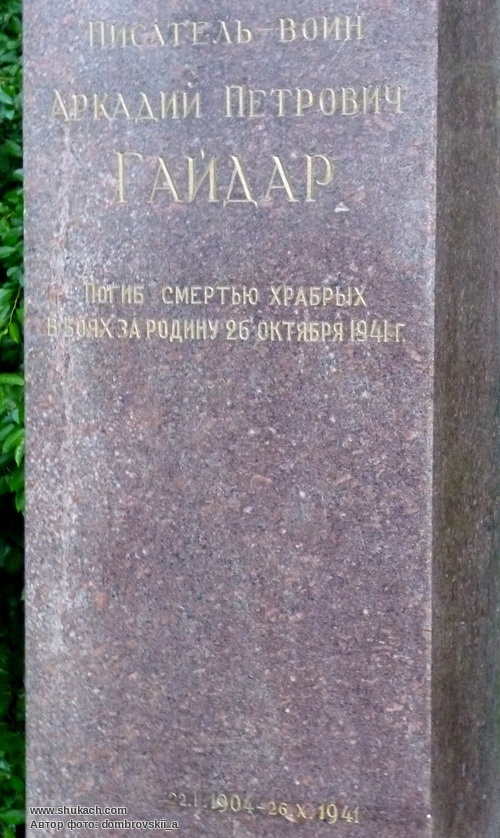 Писатель-воин
Аркадий Петрович
Гайдар
Погиб смертью храбрых
в боях за Родину 26 октября 1941 г.
22.I.1904-26.X.1941
www.shukach.com
Автор фото: dombrovskii_a